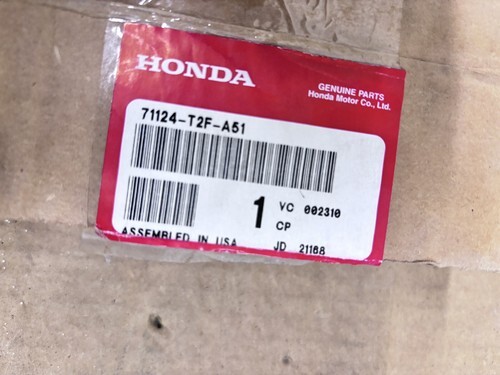 HONDA
GENUINE PARTS
Honda Motor Co., Ltd.
71124-T2F-A51
1
VC 002310
CP
ASSEMBLED IN USA
JD 21168